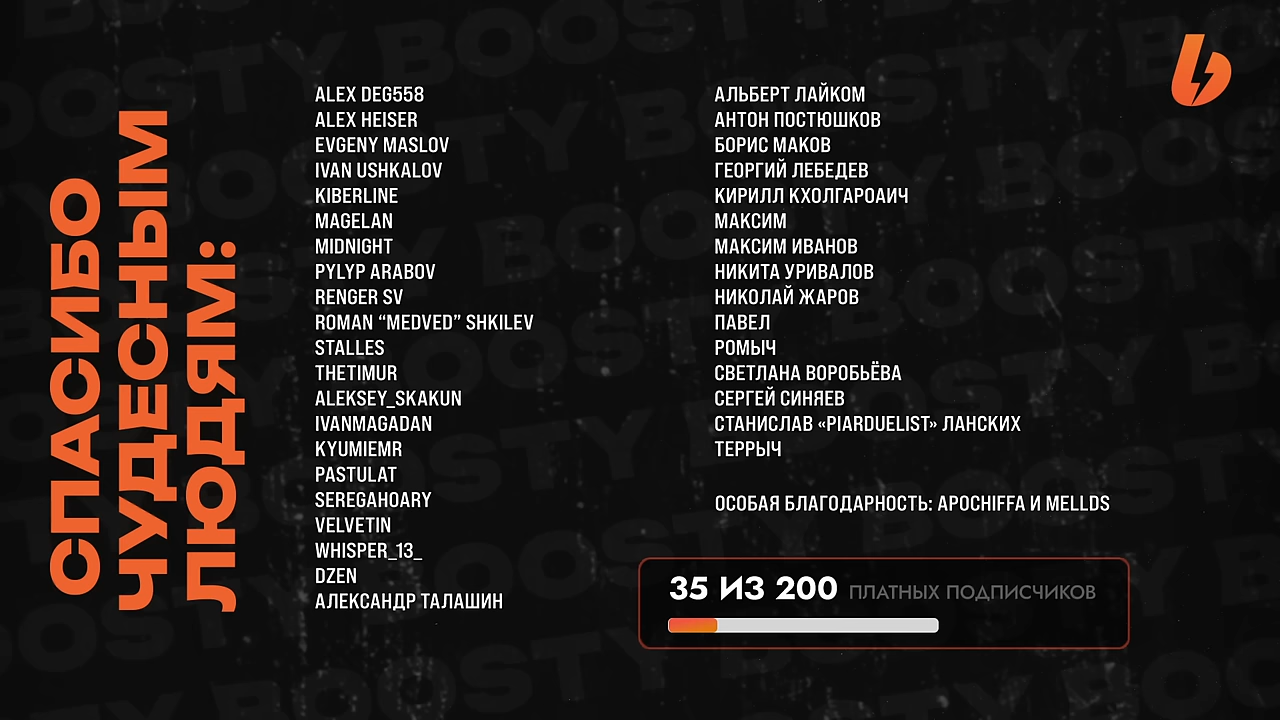 СПАСИБО
ЧУДЕСНЫМ
ЛЮДЯМ:
ALEX DEG558
ALEX HEISER
EVGENY MASLOV
IVAN USHKALOV
KIBERLINE
MAGELAN
MIDNIGHT
PYLYP ARABOV
RENGER SV
ROMAN “MEDVED” SHKILEV
STALLES
THETIMUR
ALEKSEY_SKAKUN
IVANMAGADAN
KYUMIEMR
PASTULAT
SEREGAHOARY
VELVETIN
WHISPER_13_
DZEN
АЛЕКСАНДР ТАЛАШИН
АЛЬБЕРТ ЛАЙКОМ
АНТОН ПОСТЮШКОВ
БОРИС МАКОВ
ГЕОРГИЙ ЛЕБЕДЕВ
КИРИЛЛ КХОЛГАРОАИЧ
МАКСИМ
МАКСИМ ИВАНОВ
НИКИТА УРИВАЛОВ
НИКОЛАЙ ЖАРОВ
ПАВЕЛ
РОМЫЧ
СВЕТЛАНА ВОРОБЬЁВА
СЕРГЕЙ СИНЯЕВ
СТАНИСЛАВ «PIARDUELIST» ЛАНСКИХ
ТЕРРЫЧ
ОСОБАЯ БЛАГОДАРНОСТЬ: APOCHIFFA И MELLDS
35 ИЗ 200 ПЛАТНЫХ ПОДПИСЧИКОВ